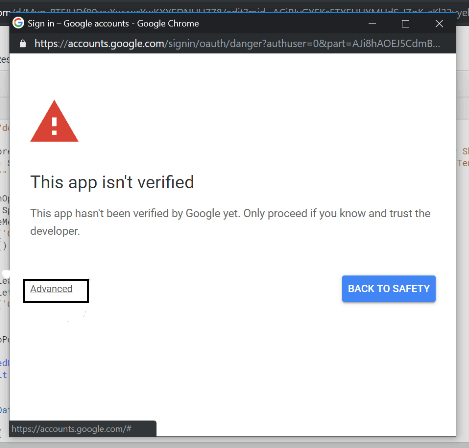 Sign in – Google accounts - Google Chrome
https://accounts.google.com/signin/oauth/danger?authuser=0&part=AJi8hAOEJ5CdmB...
This app isn't verified
This app hasn't been verified by Google yet. Only proceed if you know and trust the
developer.
Advanced
BACK TO SAFETY
https://accounts.google.com/#